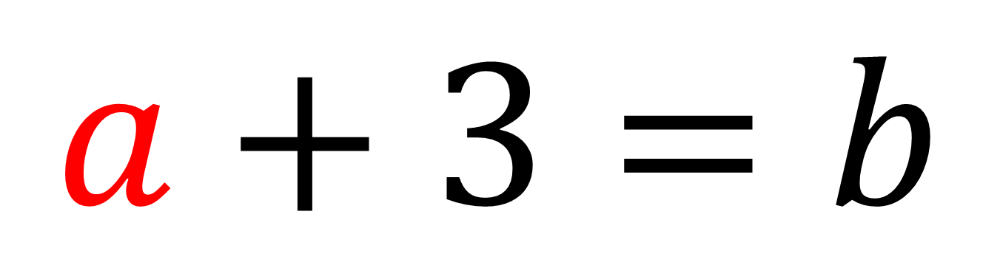 a + 3 = b